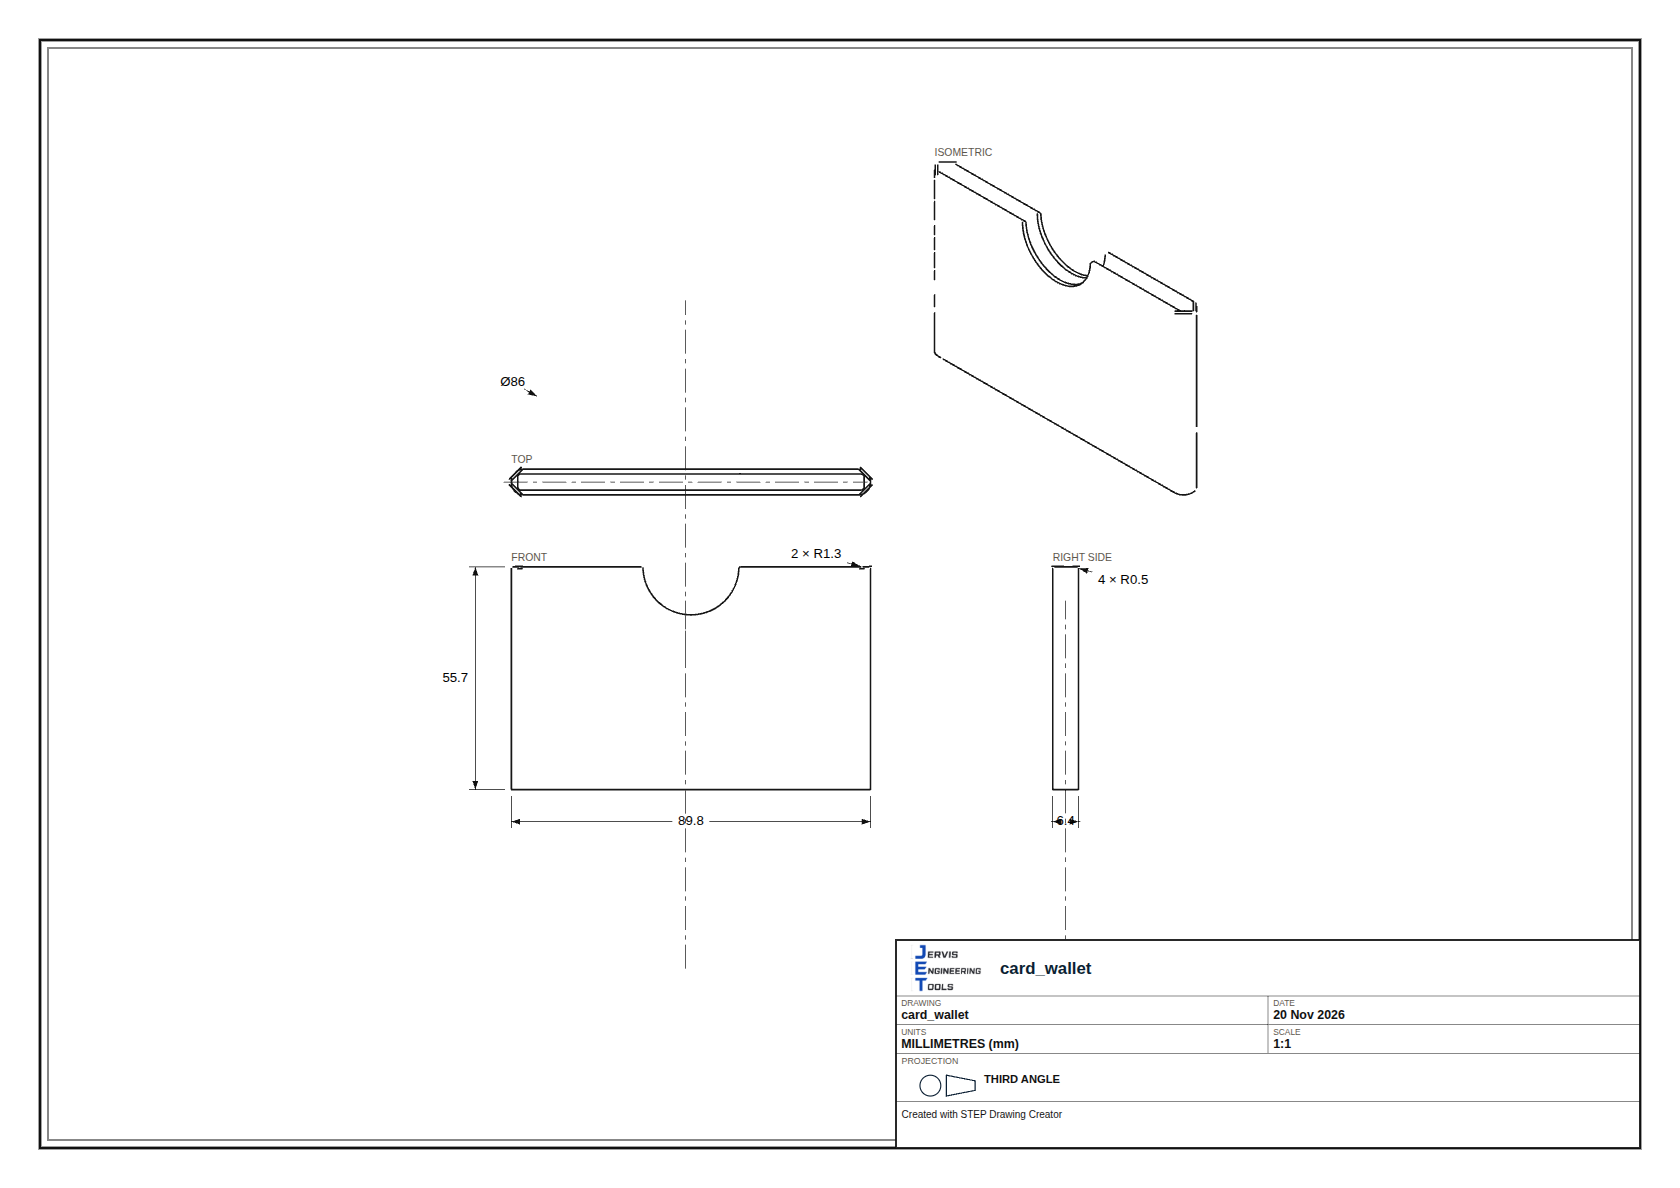 ISOMETRIC
Ø86
TOP
FRONT
2 × R1.3
RIGHT SIDE
4 × R0.5
55.7
89.8
6.4
JERVIS
ENGINEERING
TOOLS
card_wallet
DRAWING
card_wallet
DATE
20 Nov 2026
UNITS
MILLIMETRES (mm)
SCALE
1:1
PROJECTION
THIRD ANGLE
Created with STEP Drawing Creator